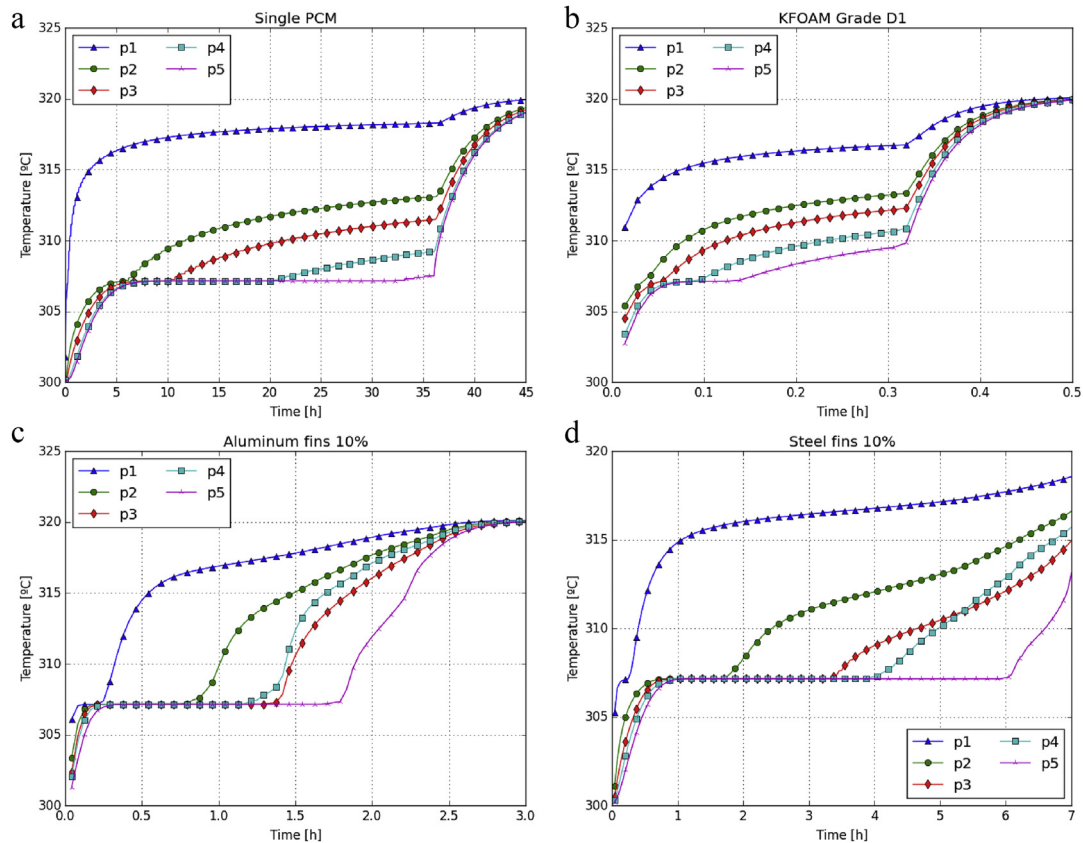 a
Single PCM
325
320
315
310
305
300
Temperature [ºC]
p1 p4
p2 p5
p3
0 5 10 15 20 25 30 35 40 45
Time [h]
b
KFOAM Grade D1
325
320
315
310
305
300
Temperature [ºC]
p1 p4
p2 p5
p3
0.0 0.1 0.2 0.3 0.4 0.5
Time [h]
c
Aluminum fins 10%
325
320
315
310
305
300
Temperature [ºC]
p1 p4
p2 p5
p3
0.0 0.5 1.0 1.5 2.0 2.5 3.0
Time [h]
d
Steel fins 10%
320
315
310
305
300
Temperature [ºC]
p1 p4
p2 p5
p3
0 1 2 3 4 5 6 7
Time [h]